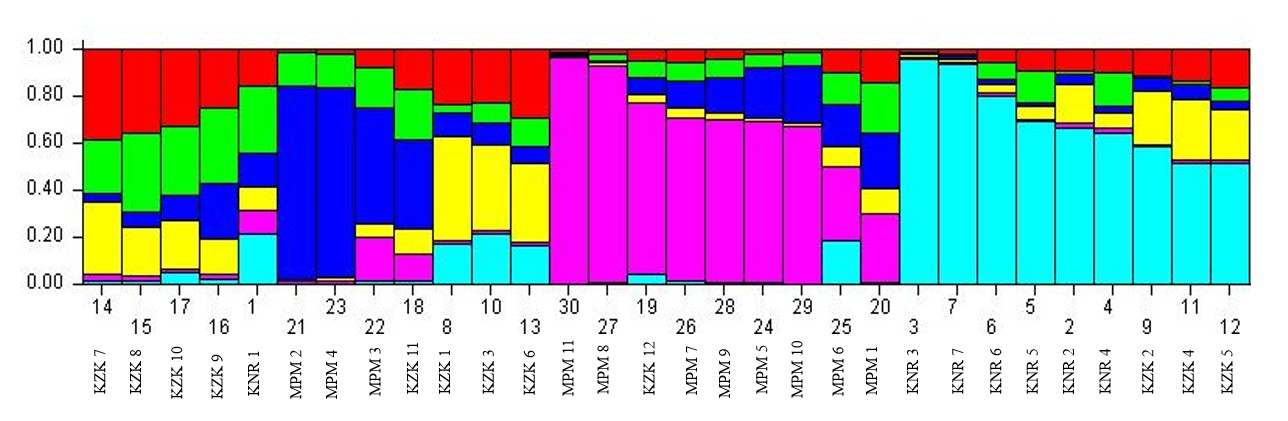 1.00
0.80
0.60
0.40
0.20
0.00
14 17 1 23 18 10 30 19 28 29 20 7 5 4 11
15 16 21 22 8 13 27 26 24 25 3 6 2 9 12
KZK 7
KZK 8
KZK 10
KZK 9
KNR 1
MPM 2
MPM 4
MPM 3
KZK 11
KZK 1
KZK 3
KZK 6
MPM 11
MPM 8
KZK 12
MPM 7
MPM 9
MPM 5
MPM 10
MPM 6
MPM 1
KNR 3
KNR 7
KNR 6
KNR 5
KNR 2
KNR 4
KZK 2
KZK 4
KZK 5